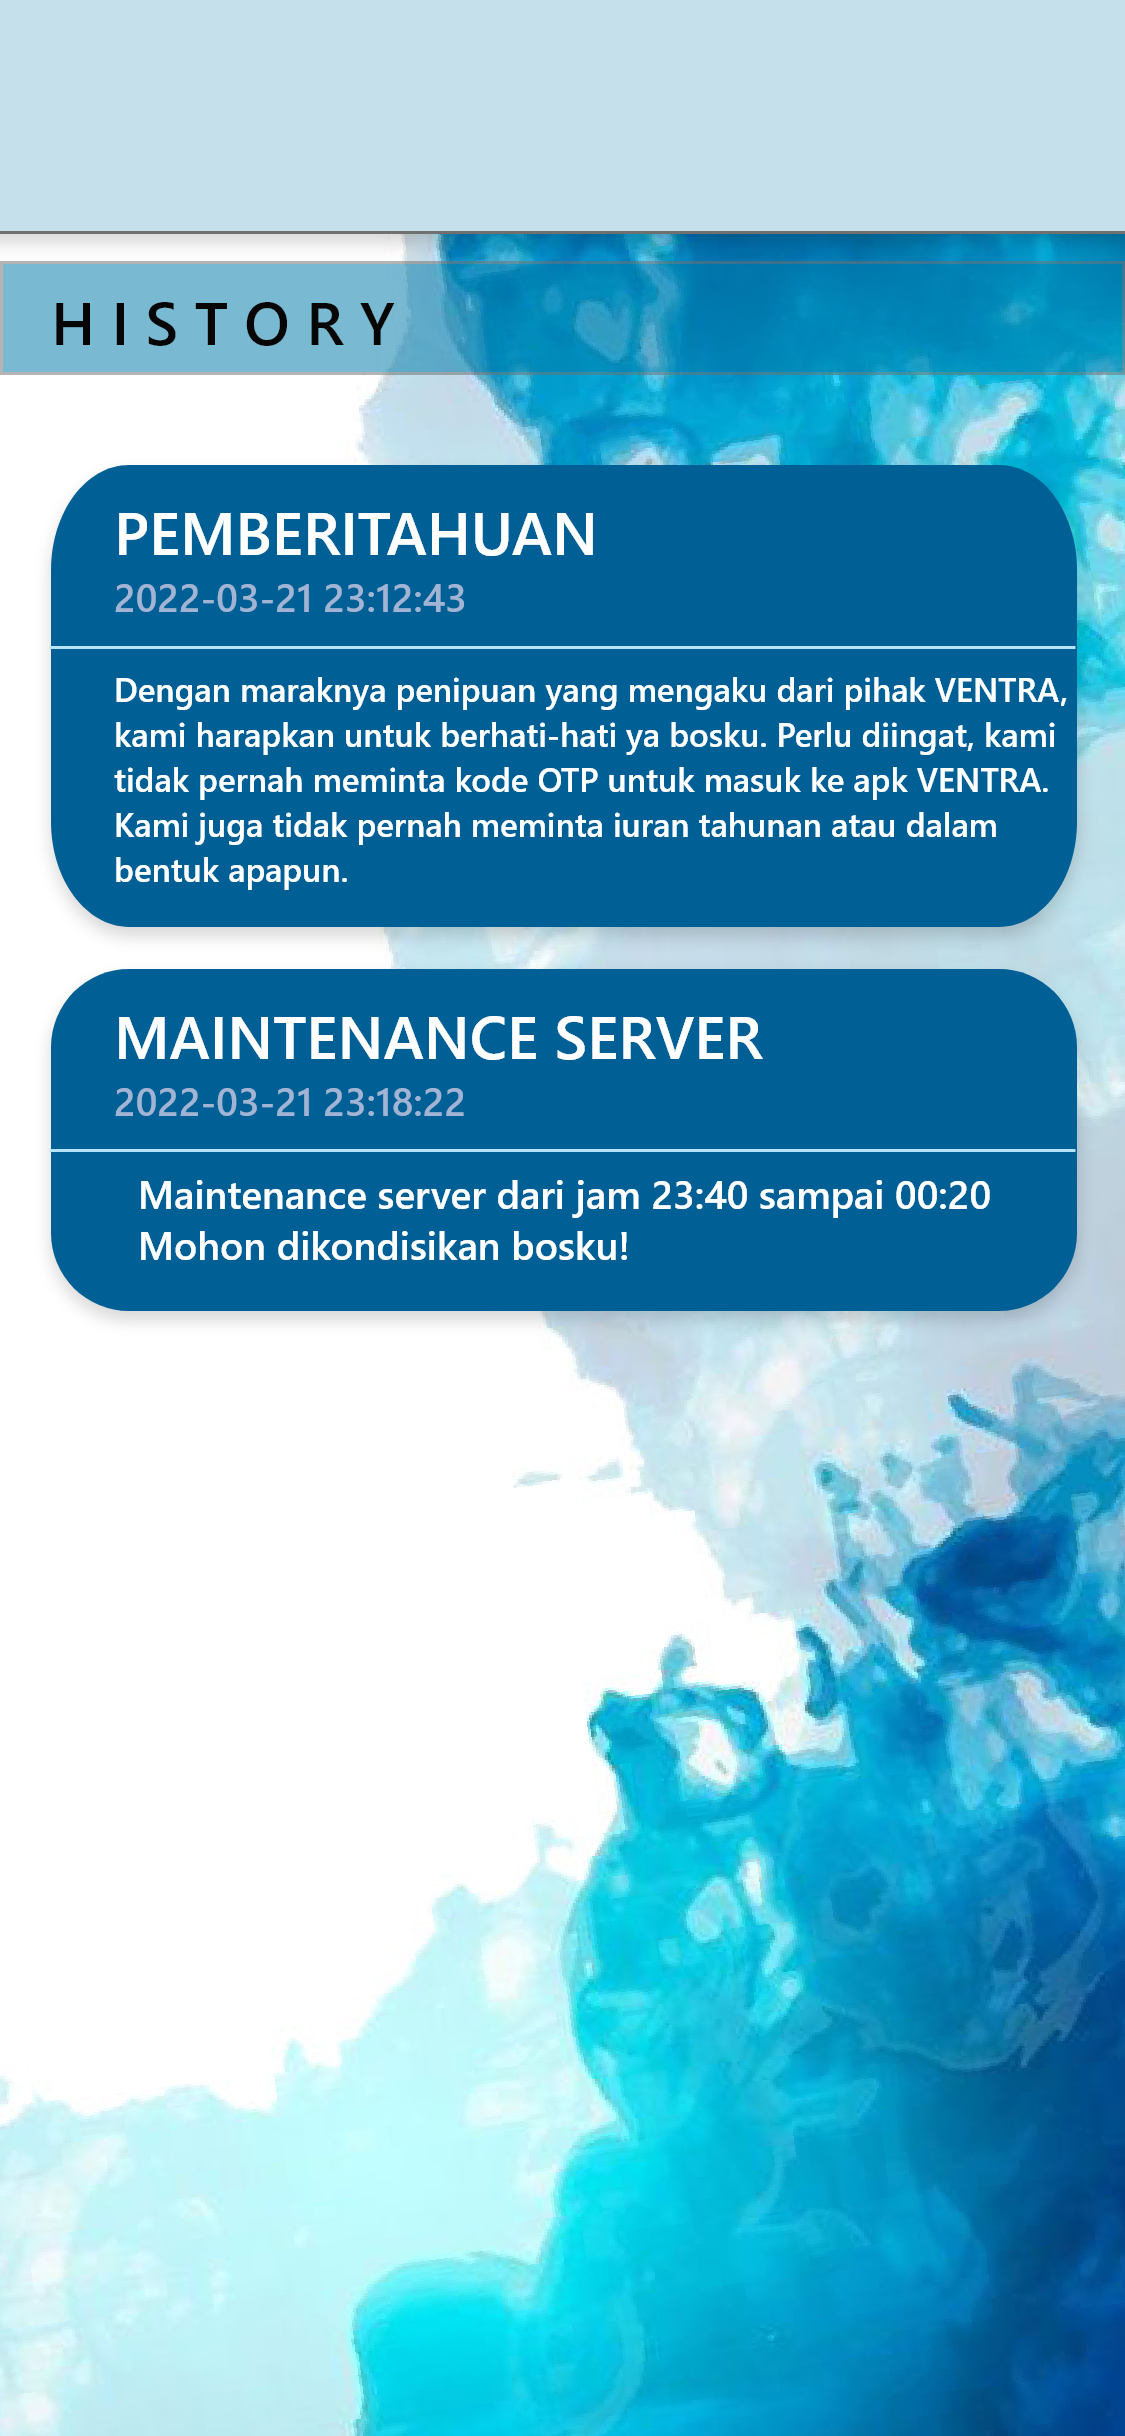 HISTORY
PEMBERITAHUAN
2022-03-21 23:12:43
Dengan maraknya penipuan yang mengaku dari pihak VENTRA,
kami harapkan untuk berhati-hati ya bosku. Perlu diingat, kami
tidak pernah meminta kode OTP untuk masuk ke apk VENTRA.
Kami juga tidak pernah meminta iuran tahunan atau dalam
bentuk apapun.
MAINTENANCE SERVER
2022-03-21 23:18:22
Maintenance server dari jam 23:40 sampai 00:20
Mohon dikondisikan bosku!